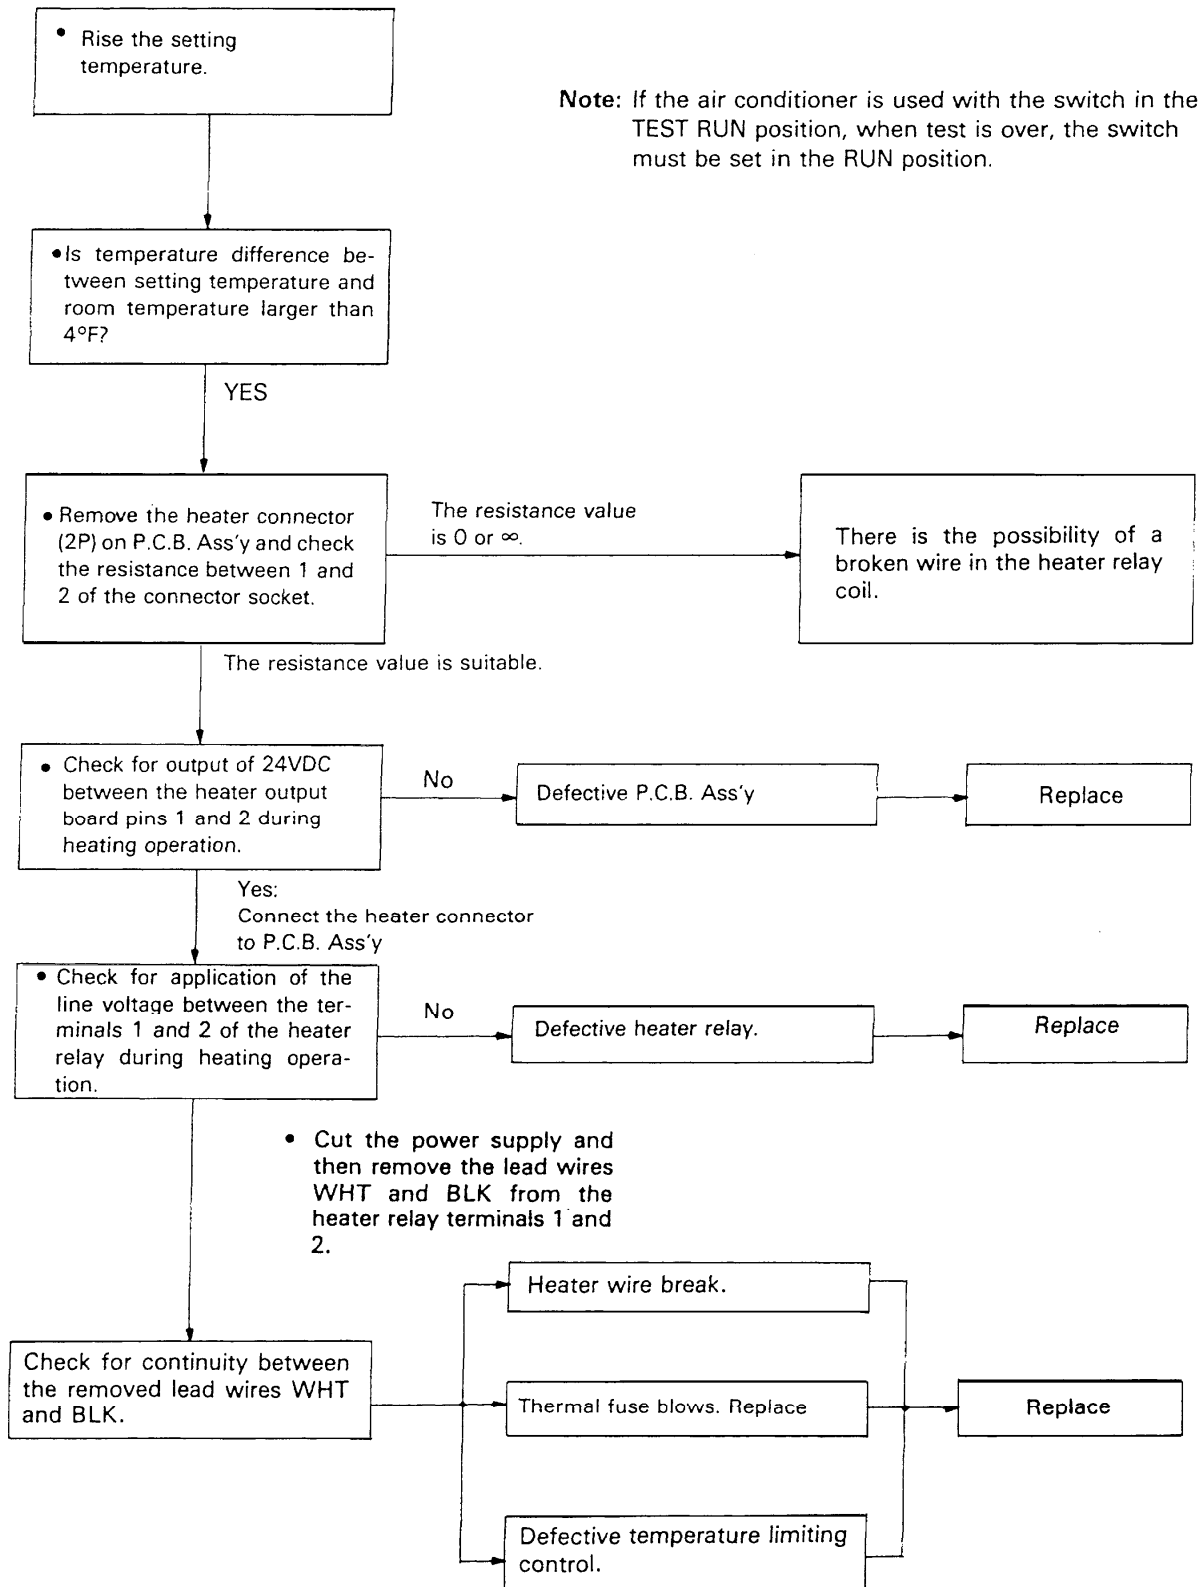 • Rise the setting
temperature.
Note: If the air conditioner is used with the switch in the
TEST RUN position, when test is over, the switch
must be set in the RUN position.
• Is temperature difference be-
tween setting temperature and
room temperature larger than
4°F?
YES
• Remove the heater connector
(2P) on P.C.B. Ass'y and check
the resistance between 1 and
2 of the connector socket.
The resistance value
is 0 or ∞.
There is the possibility of a
broken wire in the heater relay
coil.
The resistance value is suitable.
• Check for output of 24VDC
between the heater output
board pins 1 and 2 during
heating operation.
No
Defective P.C.B. Ass'y
Replace
Yes:
Connect the heater connector
to P.C.B. Ass'y
• Check for application of the
line voltage between the ter-
minals 1 and 2 of the heater
relay during heating opera-
tion.
No
Defective heater relay.
Replace
• Cut the power supply and
then remove the lead wires
WHT and BLK from the
heater relay terminals 1 and
2.
Heater wire break.
Check for continuity between
the removed lead wires WHT
and BLK.
Thermal fuse blows. Replace
Replace
Defective temperature limiting
control.